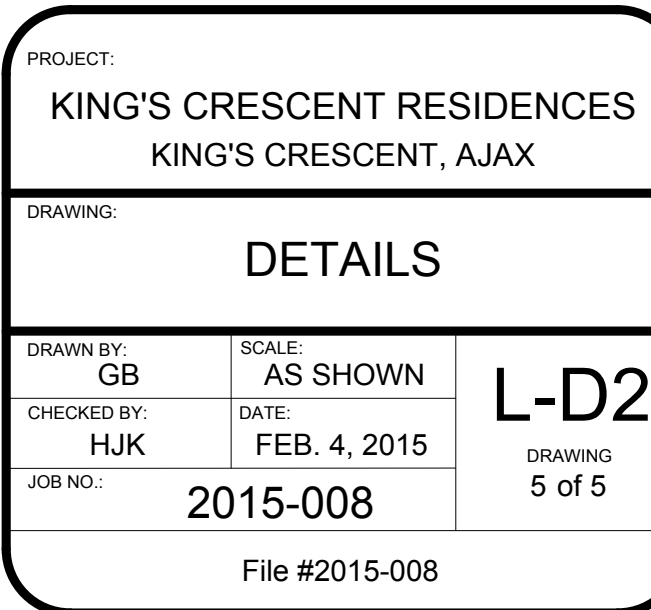 PROJECT:
KING'S CRESCENT RESIDENCES
KING'S CRESCENT, AJAX
DRAWING:
DETAILS
DRAWN BY:
GB
SCALE:
AS SHOWN
CHECKED BY:
HJK
DATE:
FEB. 4, 2015
JOB NO.:
2015-008
L-D2
DRAWING
5 of 5
File #2015-008